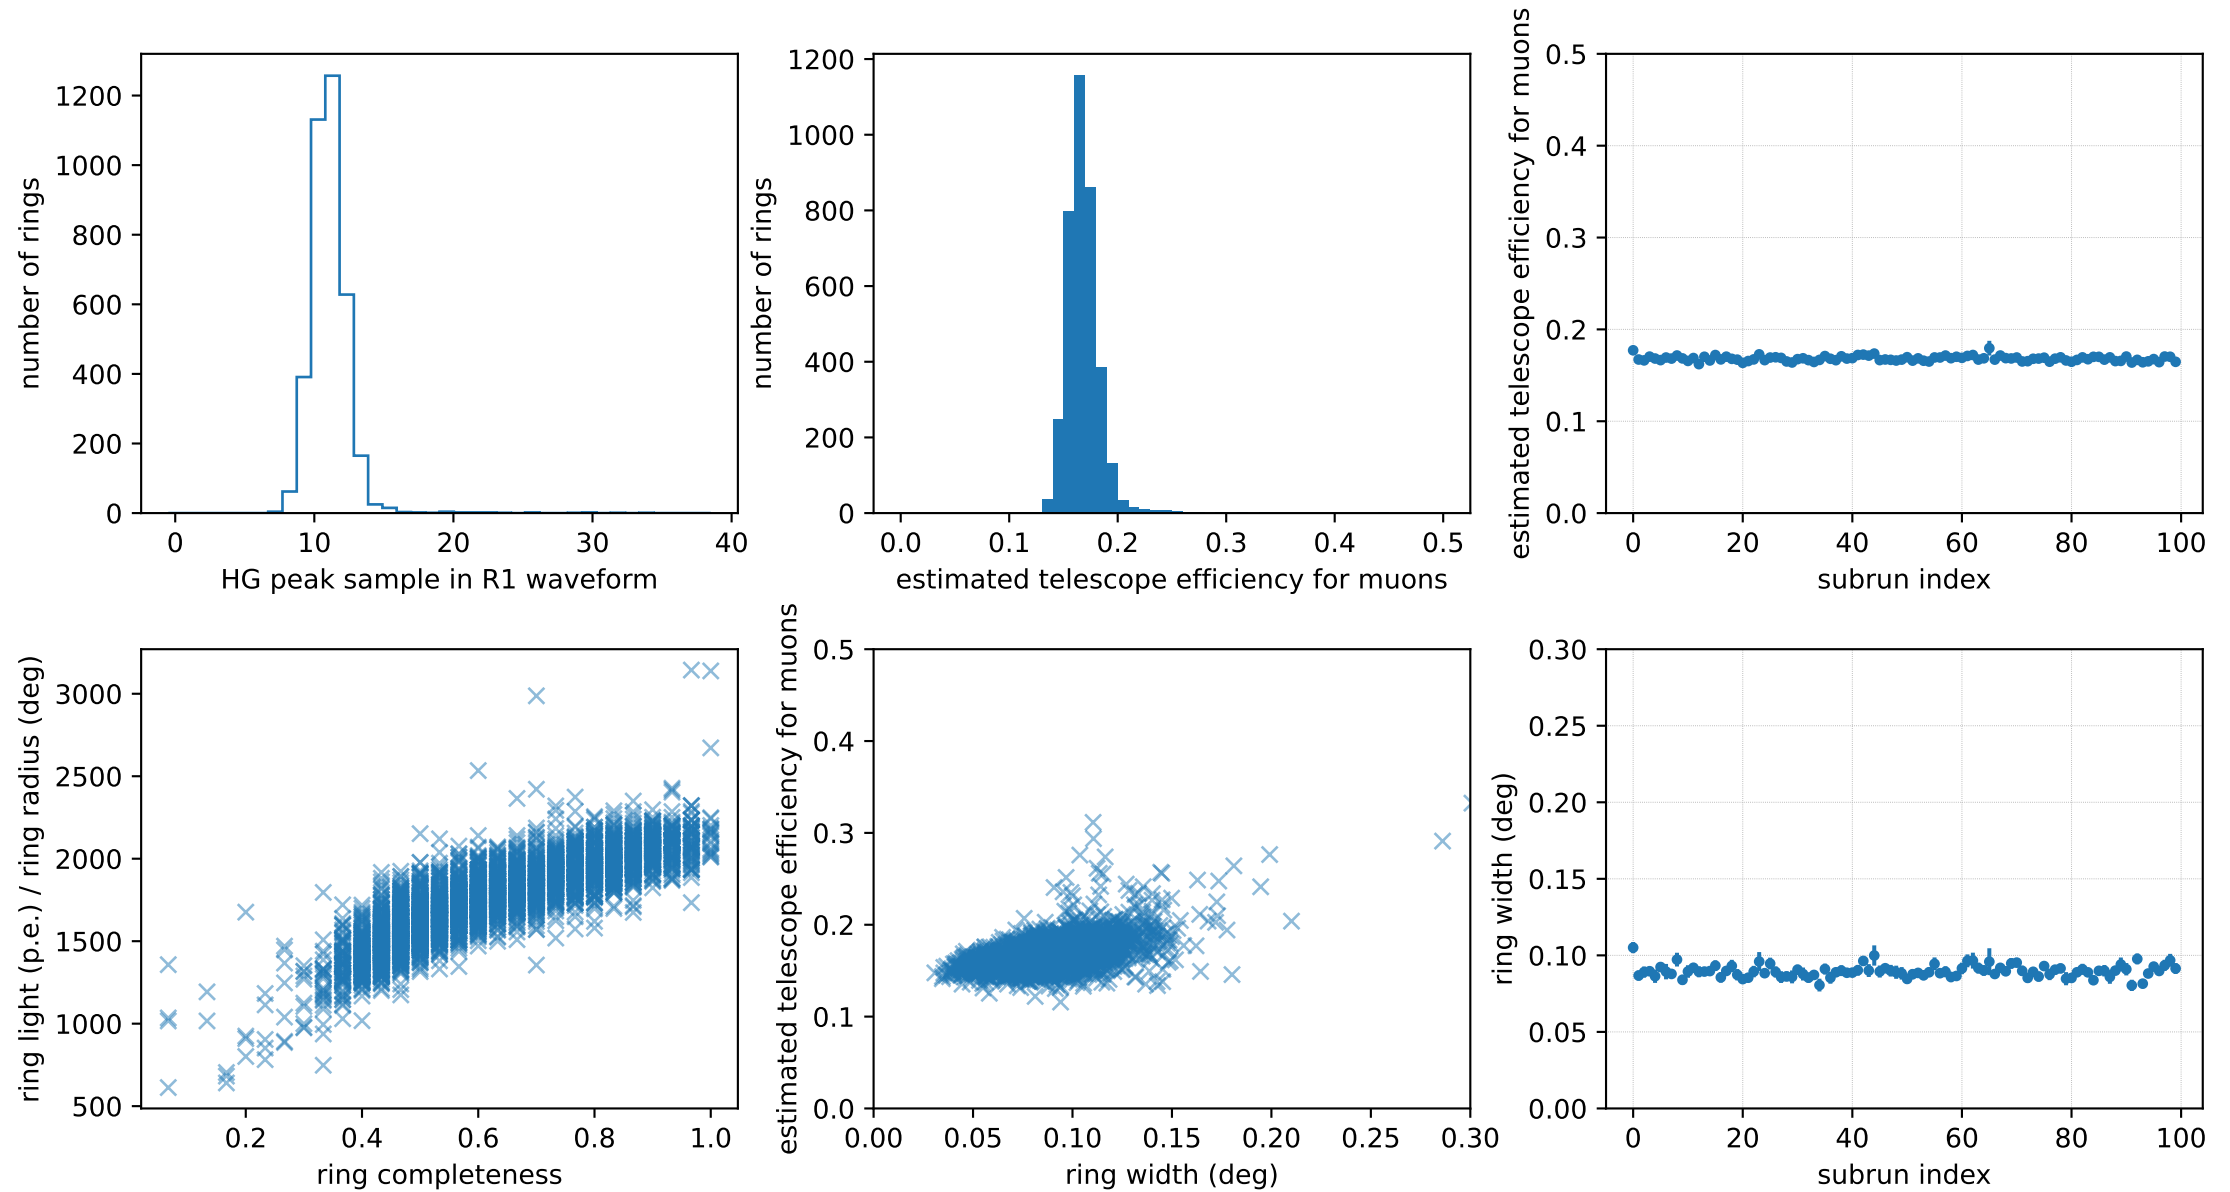 number of rings
1200
1000
800
600
400
200
0
0 10 20 30 40
HG peak sample in R1 waveform
number of rings
1200
1000
800
600
400
200
0
0.0 0.1 0.2 0.3 0.4 0.5
estimated telescope efficiency for muons
estimated telescope efficiency for muons
0.5
0.4
0.3
0.2
0.1
0.0
0 20 40 60 80 100
subrun index
ring light (p.e.) / ring radius (deg)
3000
2500
2000
1500
1000
500
0.2 0.4 0.6 0.8 1.0
ring completeness
estimated telescope efficiency for muons
0.5
0.4
0.3
0.2
0.1
0.0
0.00 0.05 0.10 0.15 0.20 0.25 0.30
ring width (deg)
ring width (deg)
0.30
0.25
0.20
0.15
0.10
0.05
0.00
0 20 40 60 80 100
subrun index